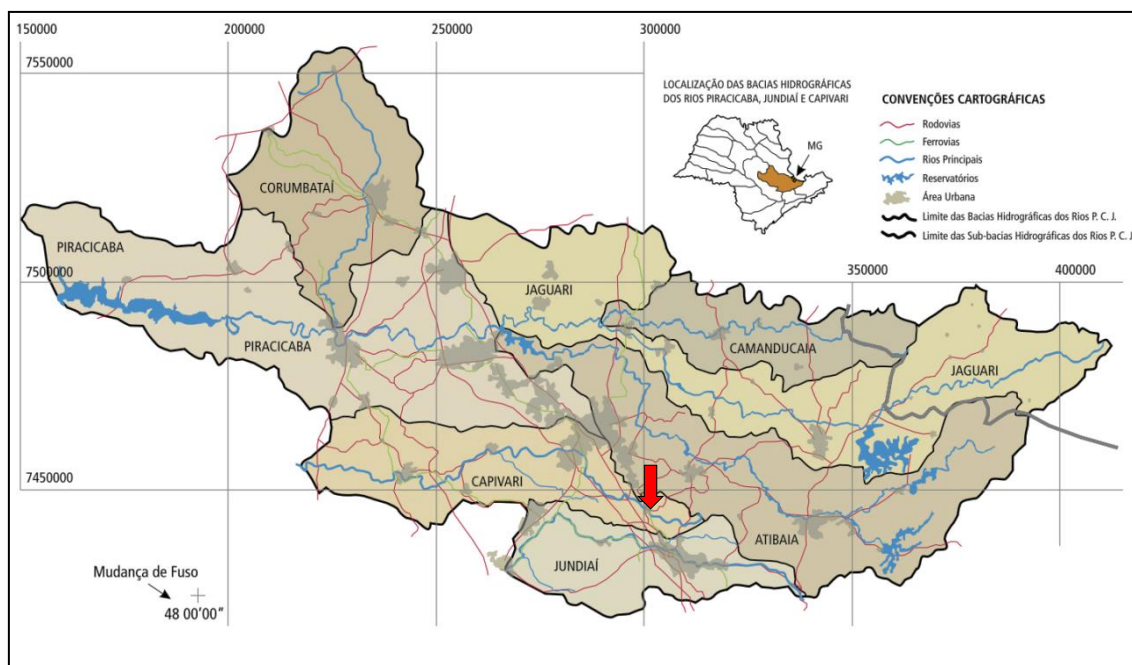 150000
200000
250000
300000
7550000
LOCALIZAÇÃO DAS BACIAS HIDROGRÁFICAS
DOS RIOS PIRACICABA, JUNDIAÍ E CAPIVARI
MG
CONVENÇÕES CARTOGRÁFICAS
Rodovias
Ferrovias
Rios Principais
Reservatórios
Área Urbana
Limite das Bacias Hidrográficas dos Rios P. C. J.
Limite das Sub-bacias Hidrográficas dos Rios P. C. J.
CORUMBATAÍ
PIRACICABA
7500000
350000
400000
JAGUARI
PIRACICABA
CAMANDUCAIA
JAGUARI
7450000
CAPIVARI
ATIBAIA
JUNDIAÍ
Mudança de Fuso
48 00'00"